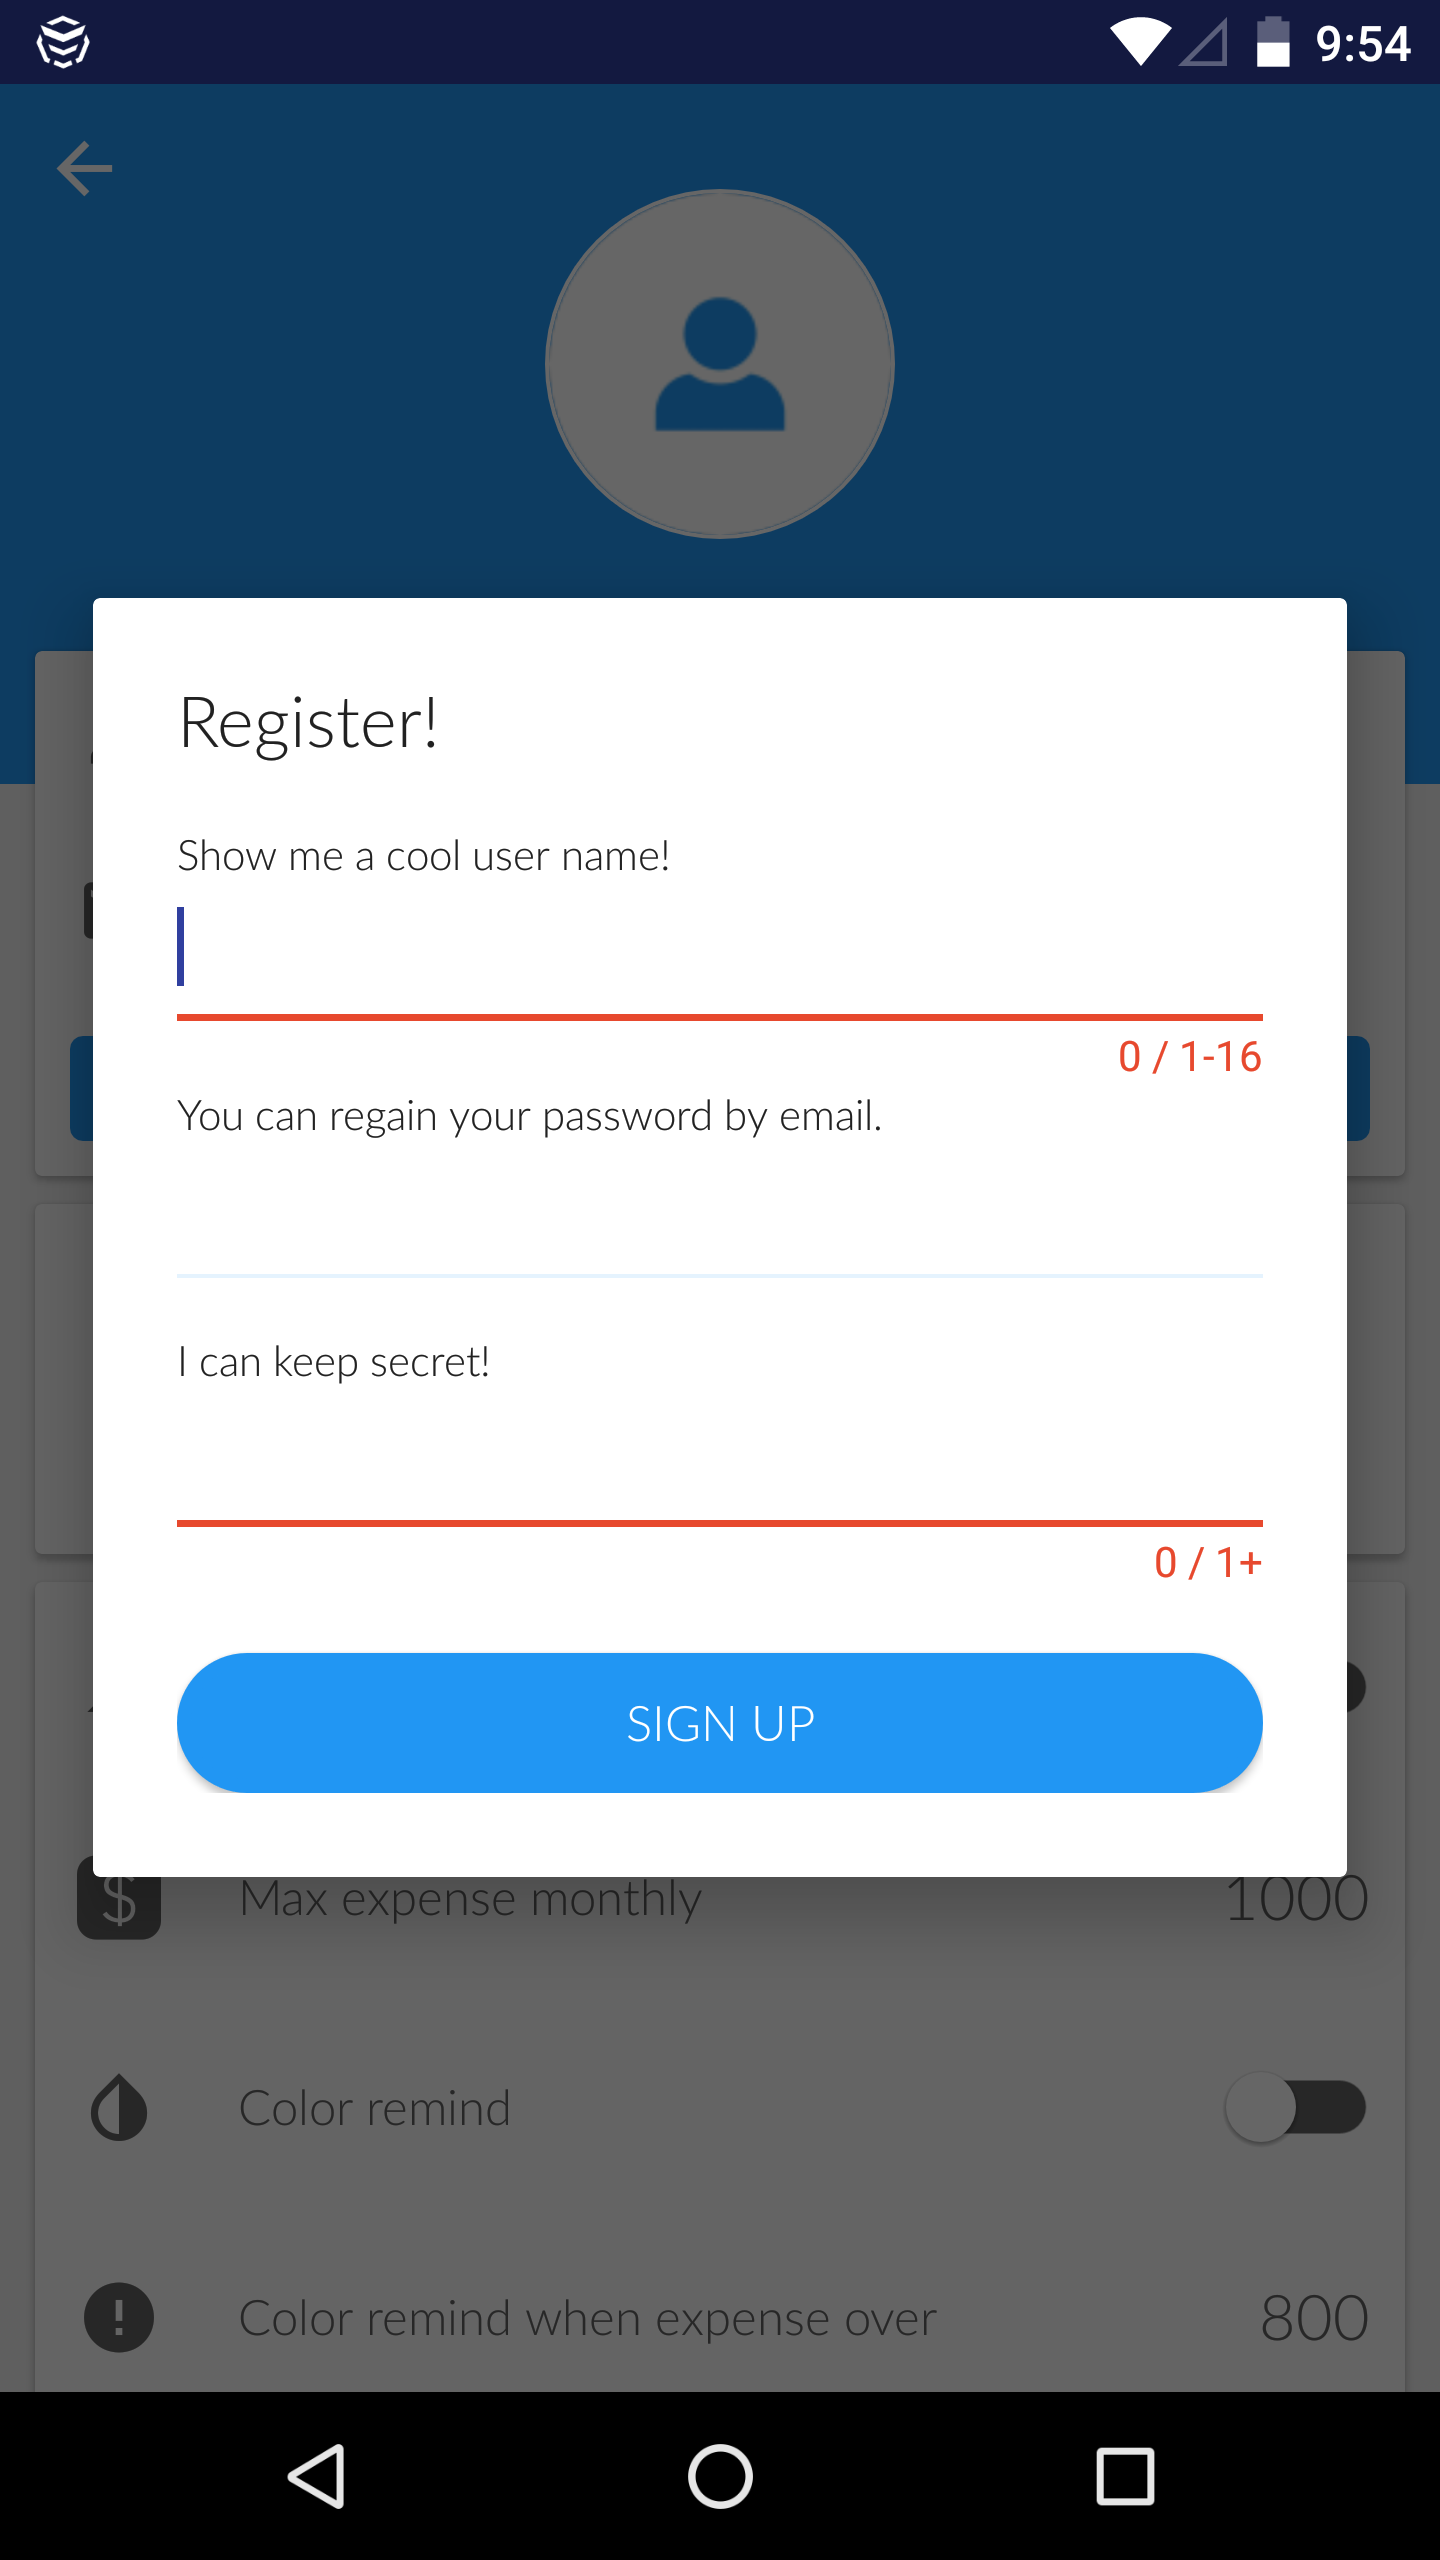 9:54
Register!
Show me a cool user name!
0 / 1-16
You can regain your password by email.
I can keep secret!
0 / 1+
SIGN UP
$ Max expense monthly 1000
Color remind
Color remind when expense over 800